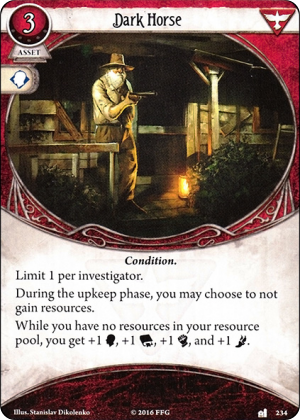 3
Dark Horse
ASSET
Condition.
Limit 1 per investigator.
During the upkeep phase, you may choose to not
gain resources.
While you have no resources in your resource
pool, you get +1 , +1 , +1 , and +1 .
Illus. Stanislav Dikolenko
© 2016 FFG
234